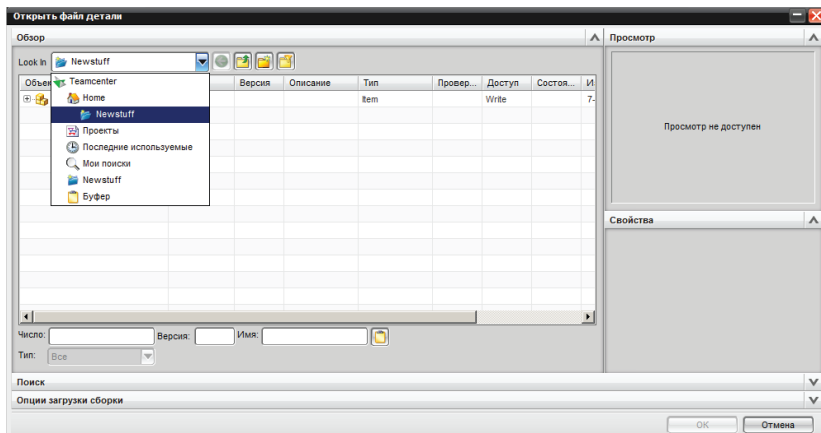 Открыть файл детали
Обзор
Look In Newstuff
Объек Версия Описание Тип Провер... Доступ Состоя... И
Item Write 7-
Teamcenter
Home
Newstuff
Проекты
Последние используемые
Мои поиски
Newstuff
Буфер
Число: Версия: Имя:
Тип: Все
Просмотр
Просмотр не доступен
Свойства
Поиск
Опции загрузки сборки
OK Отмена